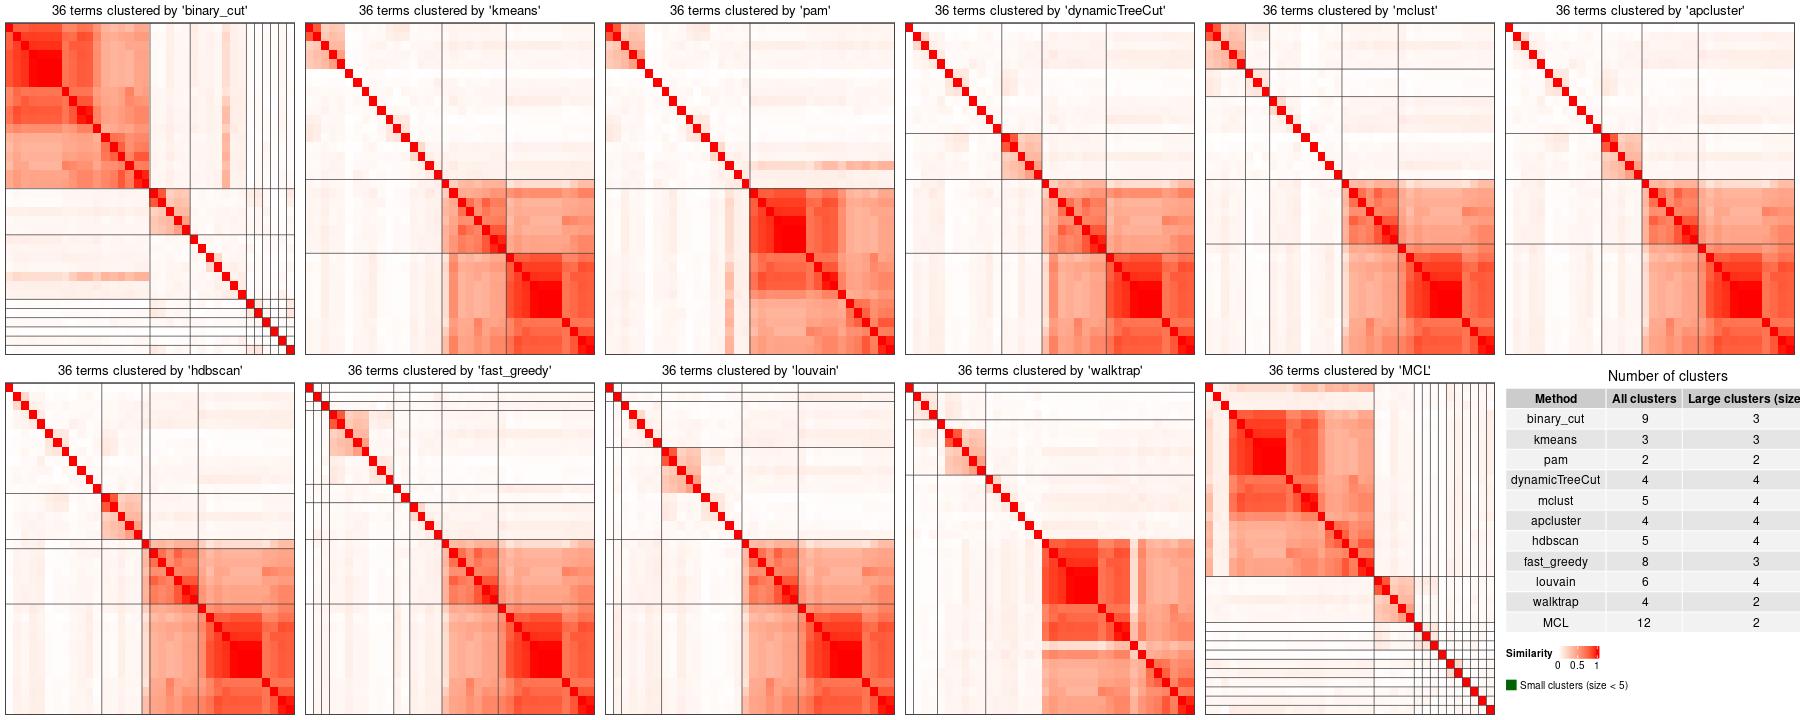 36 terms clustered by 'binary_cut'
36 terms clustered by 'kmeans'
36 terms clustered by 'pam'
36 terms clustered by 'dynamicTreeCut'
36 terms clustered by 'mclust'
36 terms clustered by 'apcluster'
36 terms clustered by 'hdbscan'
36 terms clustered by 'fast_greedy'
36 terms clustered by 'louvain'
36 terms clustered by 'walktrap'
36 terms clustered by 'MCL'
Number of clusters
Method All clusters Large clusters (size
binary_cut 9 3
kmeans 3 3
pam 2 2
dynamicTreeCut 4 4
mclust 5 4
apcluster 4 4
hdbscan 5 4
fast_greedy 8 3
louvain 6 4
walktrap 4 2
MCL 12 2
Similarity
0 0.5 1
Small clusters (size < 5)